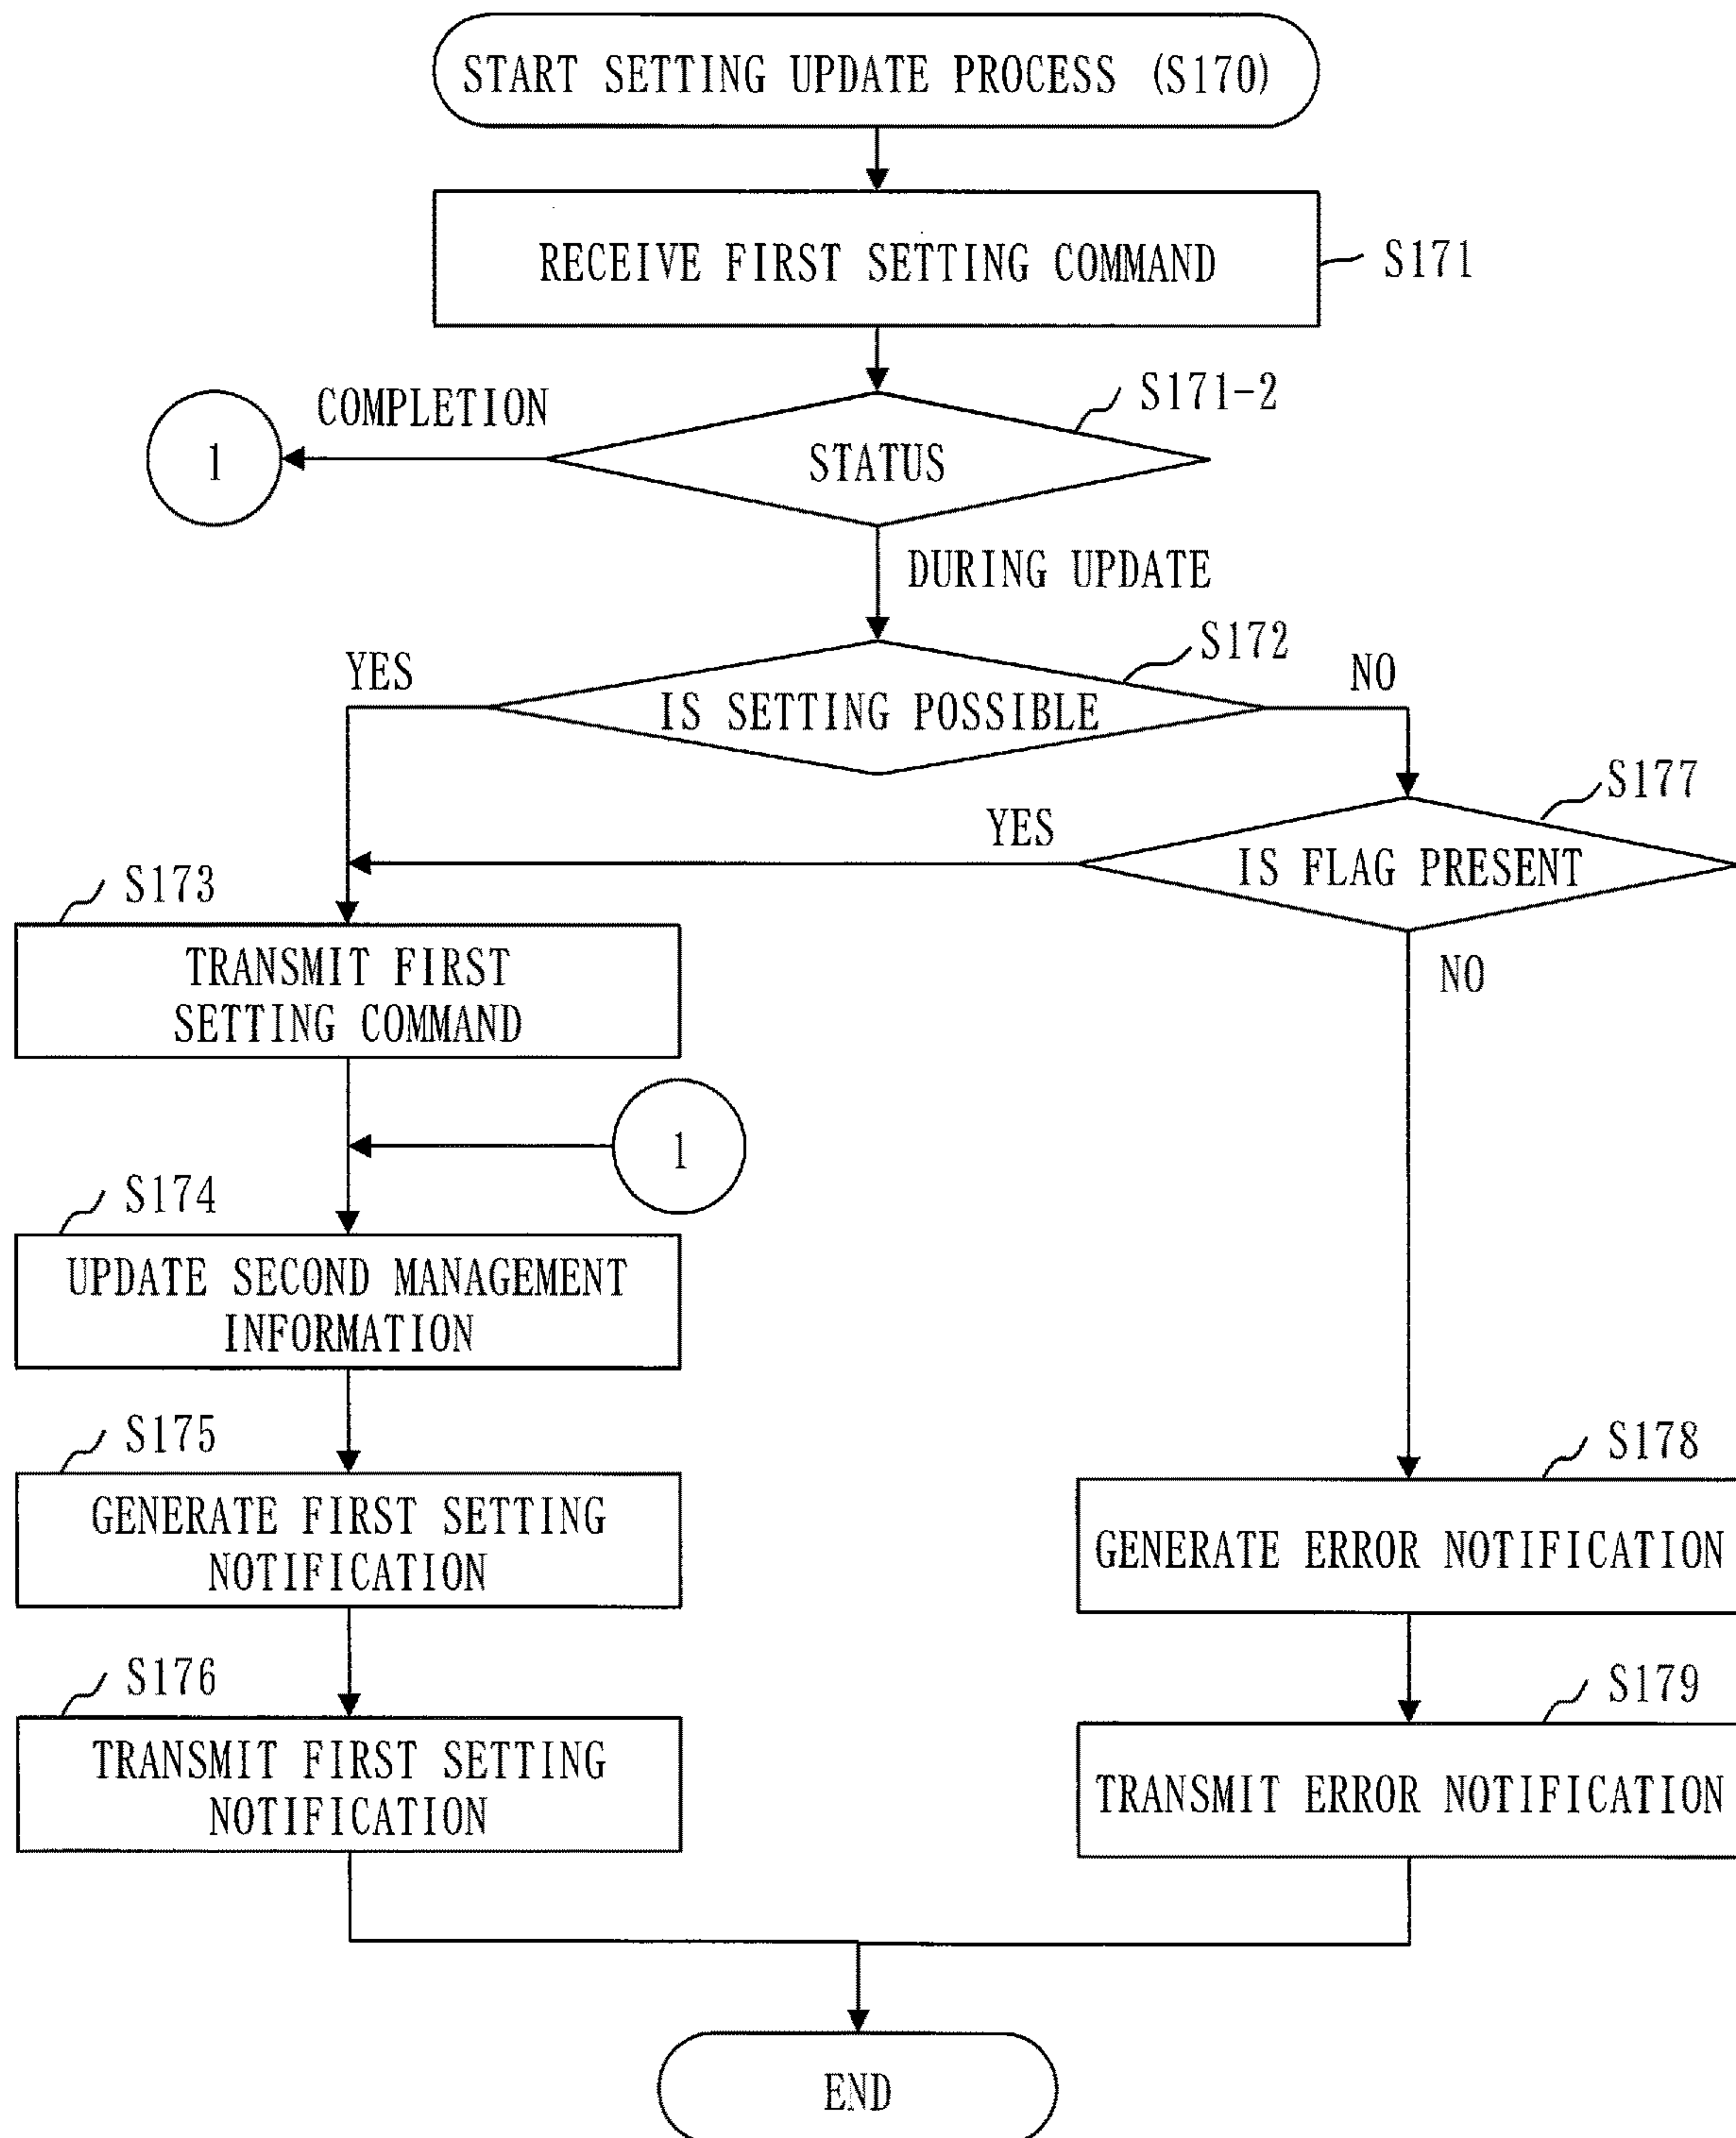 START SETTING UPDATE PROCESS (S170)
RECEIVE FIRST SETTING COMMAND
S171
S171-2
COMPLETION
1
STATUS
DURING UPDATE
S172
YES
NO
IS SETTING POSSIBLE
S177
YES
IS FLAG PRESENT
S173
NO
TRANSMIT FIRST
SETTING COMMAND
1
S174
UPDATE SECOND MANAGEMENT
INFORMATION
S175
GENERATE FIRST SETTING
NOTIFICATION
S178
GENERATE ERROR NOTIFICATION
S176
TRANSMIT FIRST SETTING
NOTIFICATION
S179
TRANSMIT ERROR NOTIFICATION
END